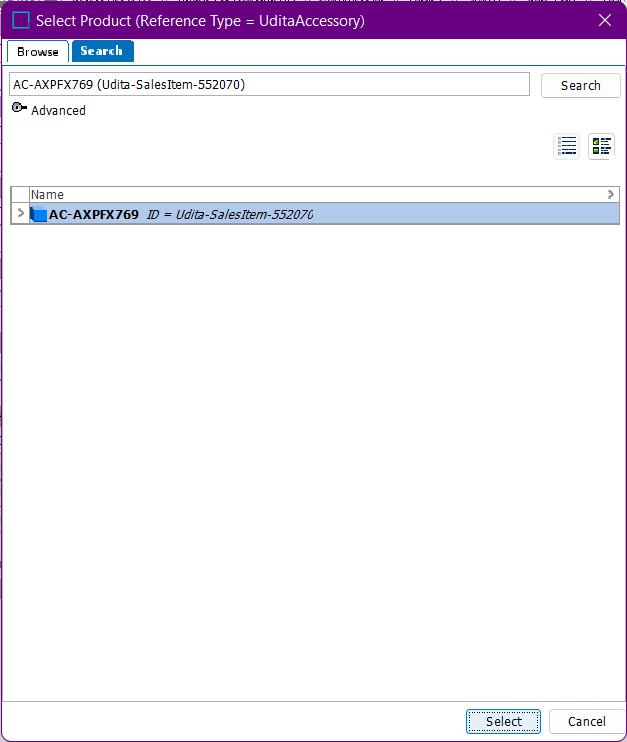 Select Product (Reference Type = UditaAccessory)
Browse Search
AC-AXPFX769 (Udita-SalesItem-552070) Search
Advanced
Name
AC-AXPFX769 ID = Udita-SalesItem-552070
Select Cancel